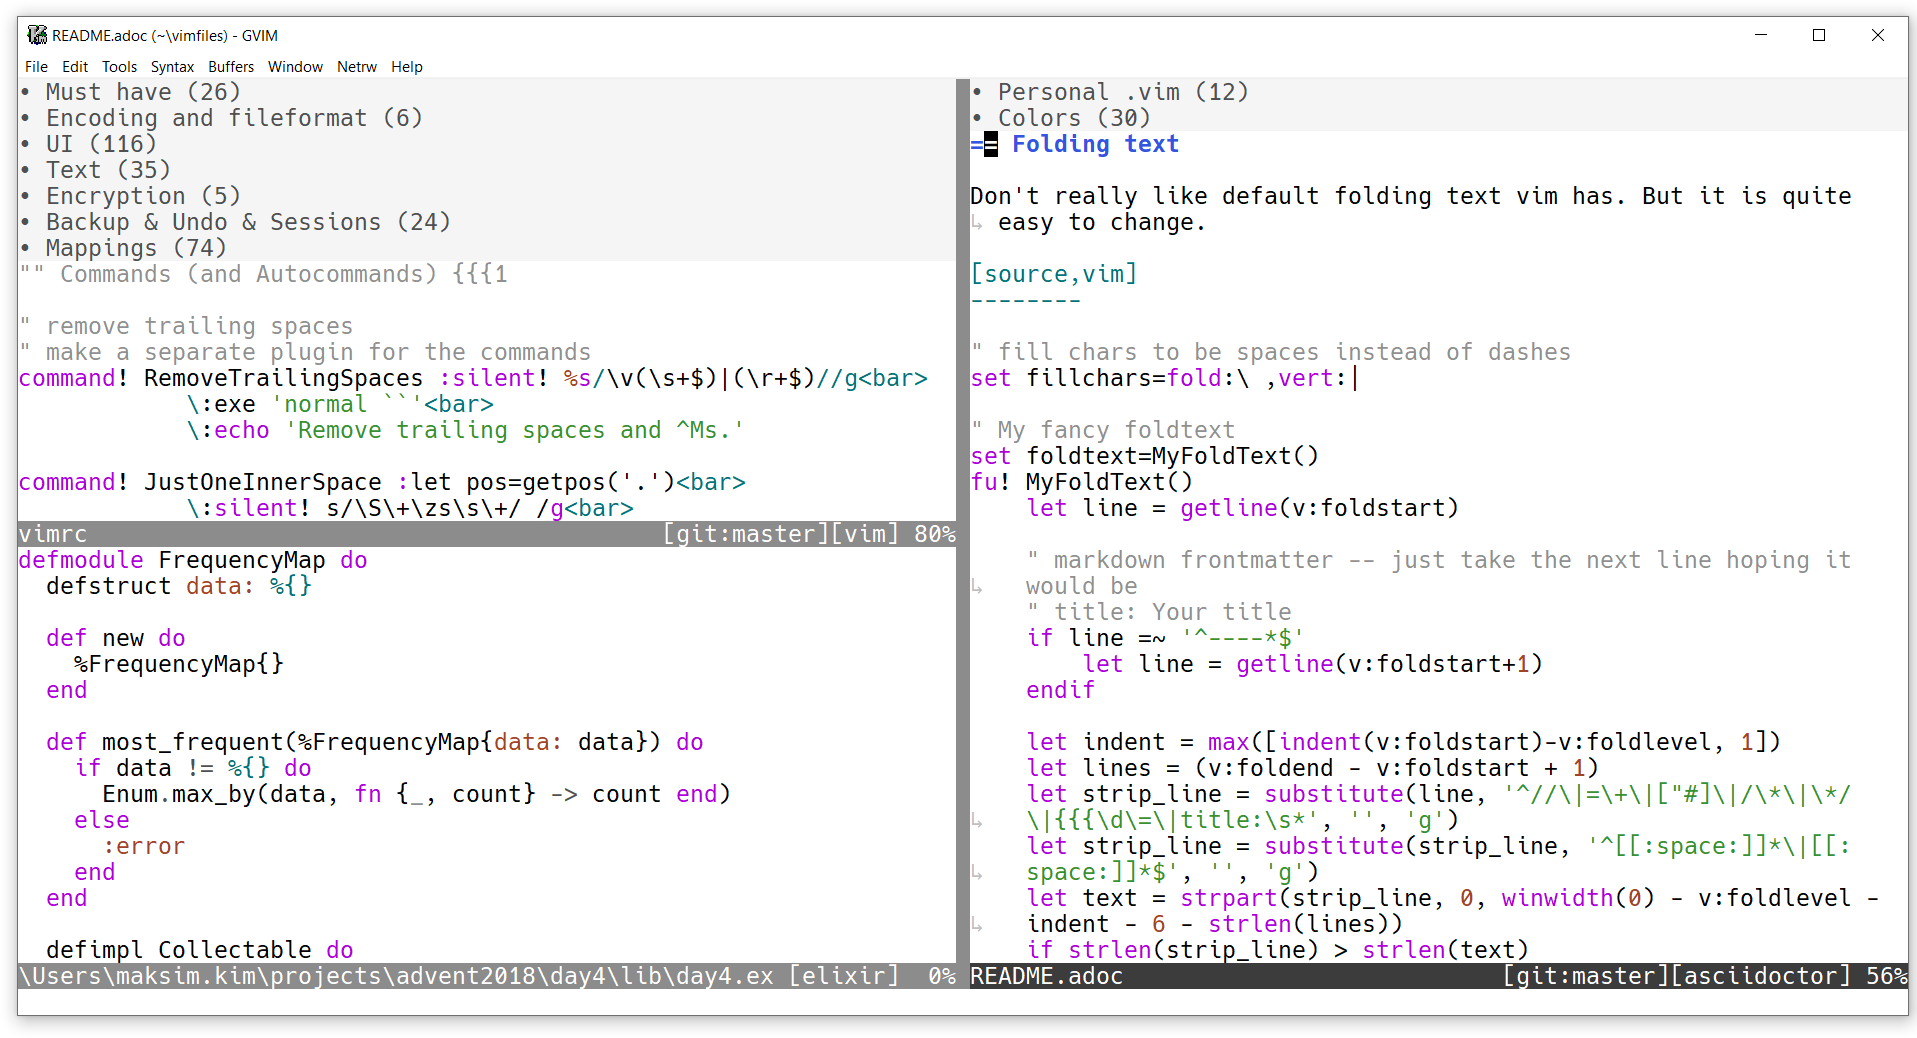 README.adoc (~\vimfiles) - GVIM
File Edit Tools Syntax Buffers Window Netrw Help
• Must have (26)
• Encoding and fileformat (6)
• UI (116)
• Text (35)
• Encryption (5)
• Backup & Undo & Sessions (24)
• Mappings (74)
"" Commands (and Autocommands) {{{1
" remove trailing spaces
" make a separate plugin for the commands
command! RemoveTrailingSpaces :silent! %s/\v(\s+$)|(\r+$)//g<bar>
            \:exe 'normal ``'<bar>
            \:echo 'Remove trailing spaces and ^Ms.'
command! JustOneInnerSpace :let pos=getpos('.')<bar>
            \:silent! s/\S\+\zs\s\+/ /g<bar>
vimrc [git:master][vim] 80%
defmodule FrequencyMap do
  defstruct data: %{}
  def new do
    %FrequencyMap{}
  end
  def most_frequent(%FrequencyMap{data: data}) do
    if data != %{} do
      Enum.max_by(data, fn {_, count} -> count end)
    else
      :error
    end
  end
  defimpl Collectable do
\Users\maksim.kim\projects\advent2018\day4\lib\day4.ex [elixir] 0%
• Personal .vim (12)
• Colors (30)
== Folding text
Don't really like default folding text vim has. But it is quite
↳ easy to change.
[source,vim]
--------
" fill chars to be spaces instead of dashes
set fillchars=fold:\ ,vert:|
" My fancy foldtext
set foldtext=MyFoldText()
fu! MyFoldText()
    let line = getline(v:foldstart)
    " markdown frontmatter -- just take the next line hoping it
↳   would be
    " title: Your title
    if line =~ '^----*$'
        let line = getline(v:foldstart+1)
    endif
    let indent = max([indent(v:foldstart)-v:foldlevel, 1])
    let lines = (v:foldend - v:foldstart + 1)
    let strip_line = substitute(line, '^//\|=\+\|["#]\|/\*\|\*/
↳   \|{{{\d\=\|title:\s*', '', 'g')
    let strip_line = substitute(strip_line, '^[[:space:]]*\|[[:
↳   space:]]*$', '', 'g')
    let text = strpart(strip_line, 0, winwidth(0) - v:foldlevel -
↳   indent - 6 - strlen(lines))
    if strlen(strip_line) > strlen(text)
README.adoc [git:master][asciidoctor] 56%